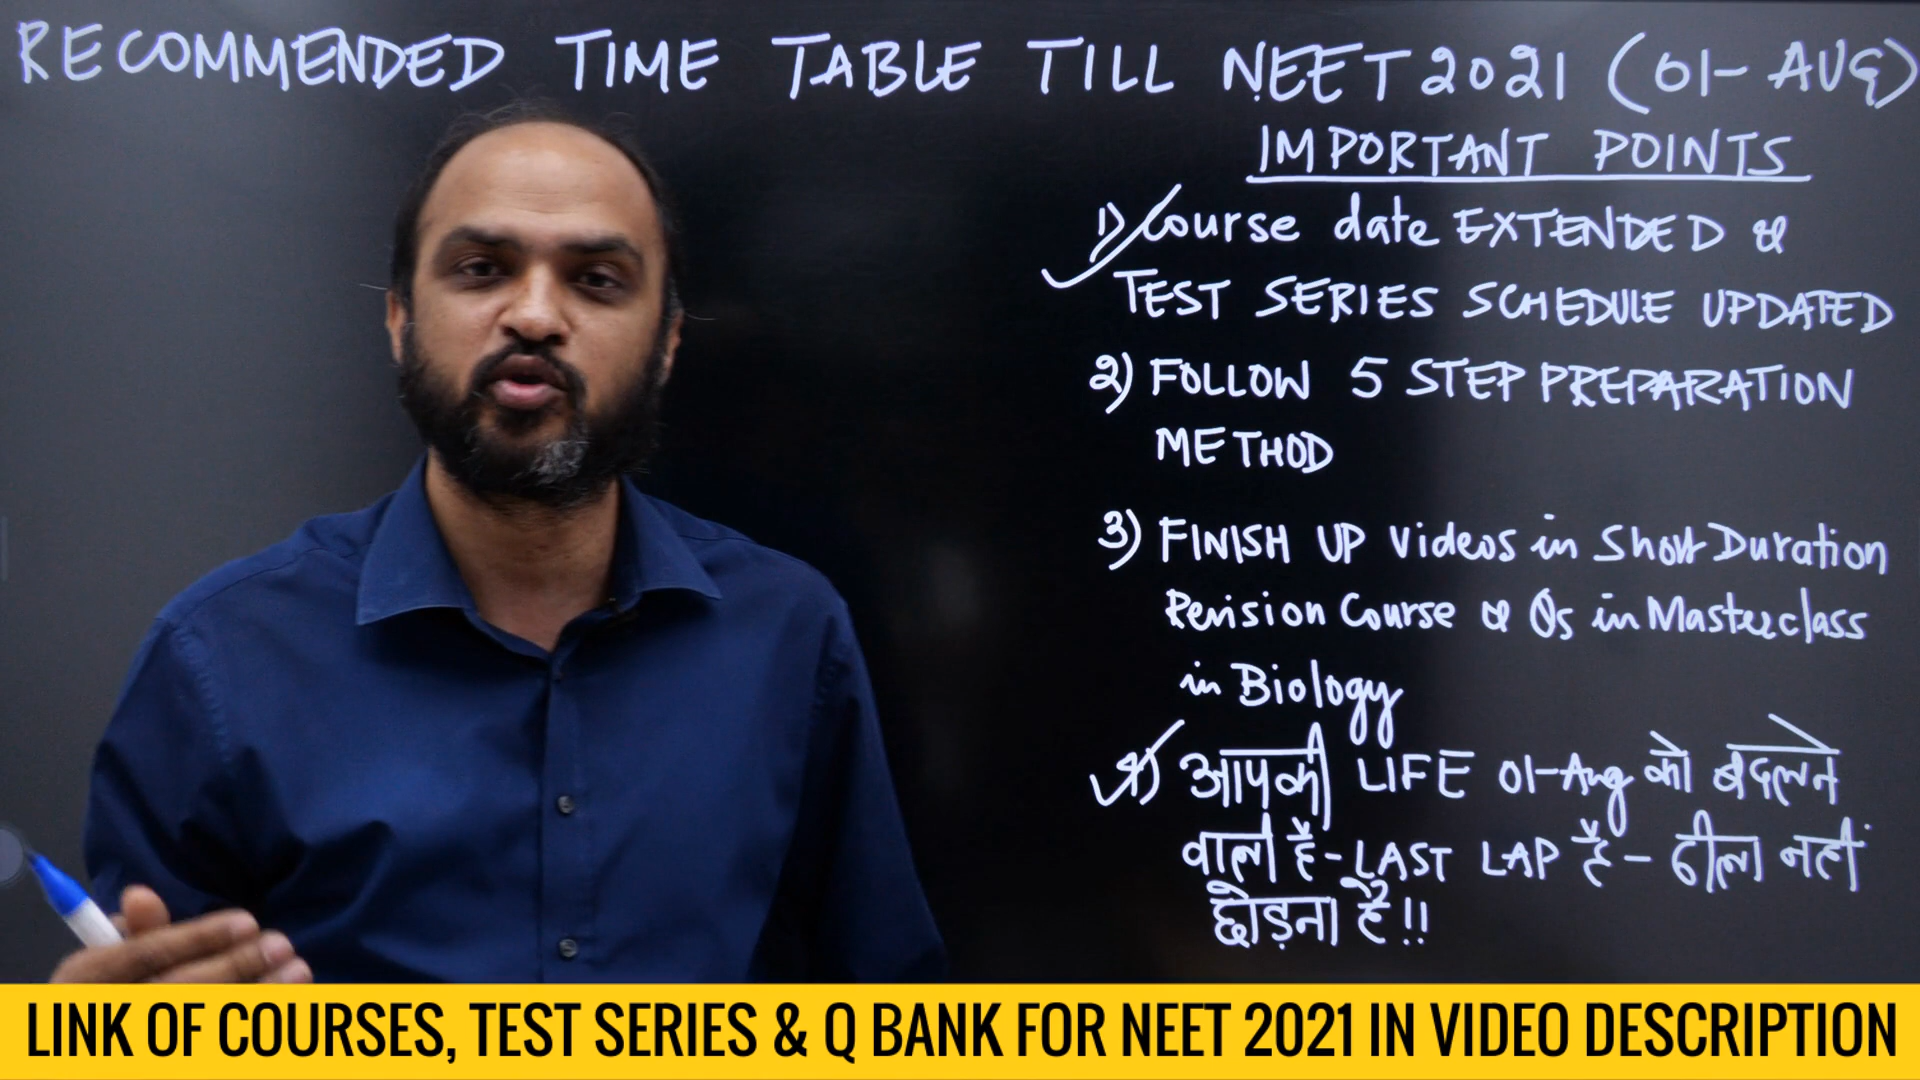 RECOMMENDED TIME TABLE TILL NEET 2021 (01-AUG)
IMPORTANT POINTS
1) Course date EXTENDED &
TEST SERIES SCHEDULE UPDATED
2) FOLLOW 5 STEP PREPARATION
METHOD
3) FINISH UP Videos in Short Duration
Revision Course & Qs in Masterclass
in Biology
4) आपकी LIFE 01-Aug को बदलने
वाली है - LAST LAP है - ढील नहीं
छोड़ना है !!
LINK OF COURSES, TEST SERIES & Q BANK FOR NEET 2021 IN VIDEO DESCRIPTION